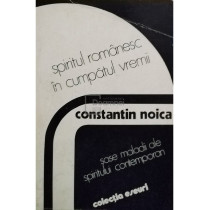 spiritul românesc
în cumpătul vremii
constantin noica
şase maladii ale
spiritului contemporan
colecţia eseuri